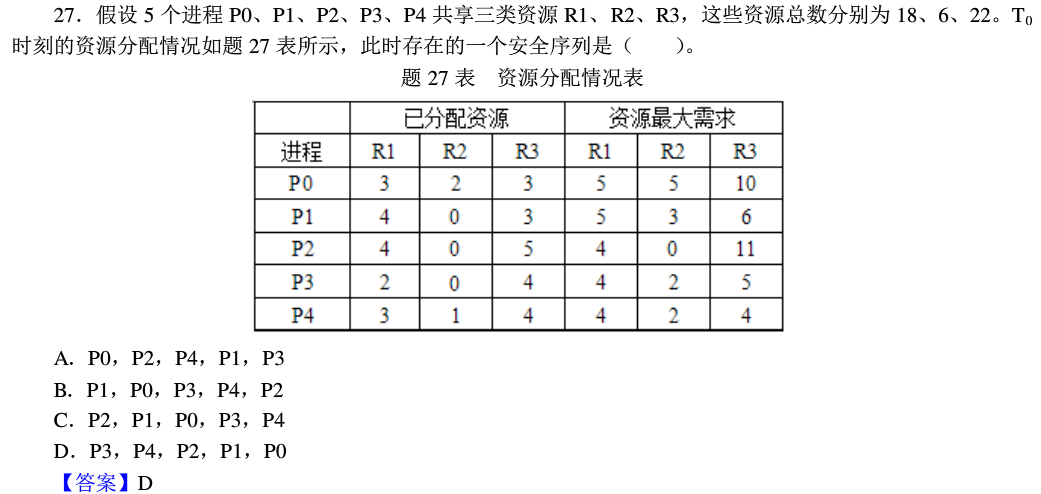 27．假设 5 个进程 P0、P1、P2、P3、P4 共享三类资源 R1、R2、R3，这些资源总数分别为 18、6、22。T0
时刻的资源分配情况如题 27 表所示，此时存在的一个安全序列是（　　）。
题 27 表　资源分配情况表
已分配资源 资源最大需求
进程 R1 R2 R3 R1 R2 R3
P0 3 2 3 5 5 10
P1 4 0 3 5 3 6
P2 4 0 5 4 0 11
P3 2 0 4 4 2 5
P4 3 1 4 4 2 4
A．P0，P2，P4，P1，P3
B．P1，P0，P3，P4，P2
C．P2，P1，P0，P3，P4
D．P3，P4，P2，P1，P0
【答案】D